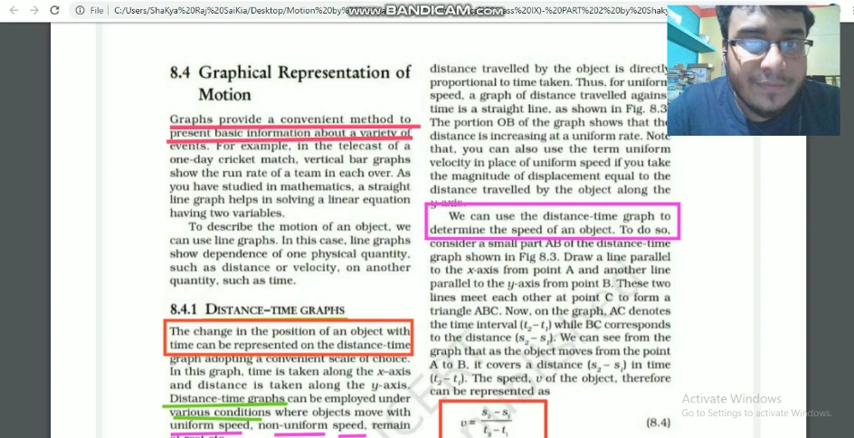 File | C:/Users/ShaKya%20Raj%20SaiKia/Desktop/Motion%20by%
www.BANDICAM.com
ass%20IX)-%20PART%202%20by%20Shaky
8.4 Graphical Representation of
Motion
Graphs provide a convenient method to
present basic information about a variety of
events. For example, in the telecast of a
one-day cricket match, vertical bar graphs
show the run rate of a team in each over. As
you have studied in mathematics, a straight
line graph helps in solving a linear equation
having two variables.
To describe the motion of an object, we
can use line graphs. In this case, line graphs
show dependence of one physical quantity,
such as distance or velocity, on another
quantity, such as time.
8.4.1 DISTANCE–TIME GRAPHS
The change in the position of an object with
time can be represented on the distance-time
graph adopting a convenient scale of choice.
In this graph, time is taken along the x-axis
and distance is taken along the y-axis.
Distance-time graphs can be employed under
various conditions where objects move with
uniform speed, non-uniform speed, remain
distance travelled by the object is directly
proportional to time taken. Thus, for uniform
speed, a graph of distance travelled agains
time is a straight line, as shown in Fig. 8.3
The portion OB of the graph shows that the
distance is increasing at a uniform rate. Note
that, you can also use the term uniform
velocity in place of uniform speed if you take
the magnitude of displacement equal to the
distance travelled by the object along the
y-axis.
We can use the distance-time graph to
determine the speed of an object. To do so,
consider a small part AB of the distance-time
graph shown in Fig 8.3. Draw a line parallel
to the x-axis from point A and another line
parallel to the y-axis from point B. These two
lines meet each other at point C to form a
triangle ABC. Now, on the graph, AC denotes
the time interval (t₂–t₁) while BC corresponds
to the distance (s₂ – s₁). We can see from the
graph that as the object moves from the point
A to B, it covers a distance (s₂ – s₁) in time
(t₂–t₁). The speed, v of the object, therefore
can be represented as
s₂ – s₁
v =
t₂ – t₁
(8.4)
Activate Windows
Go to Settings to activate Windows.